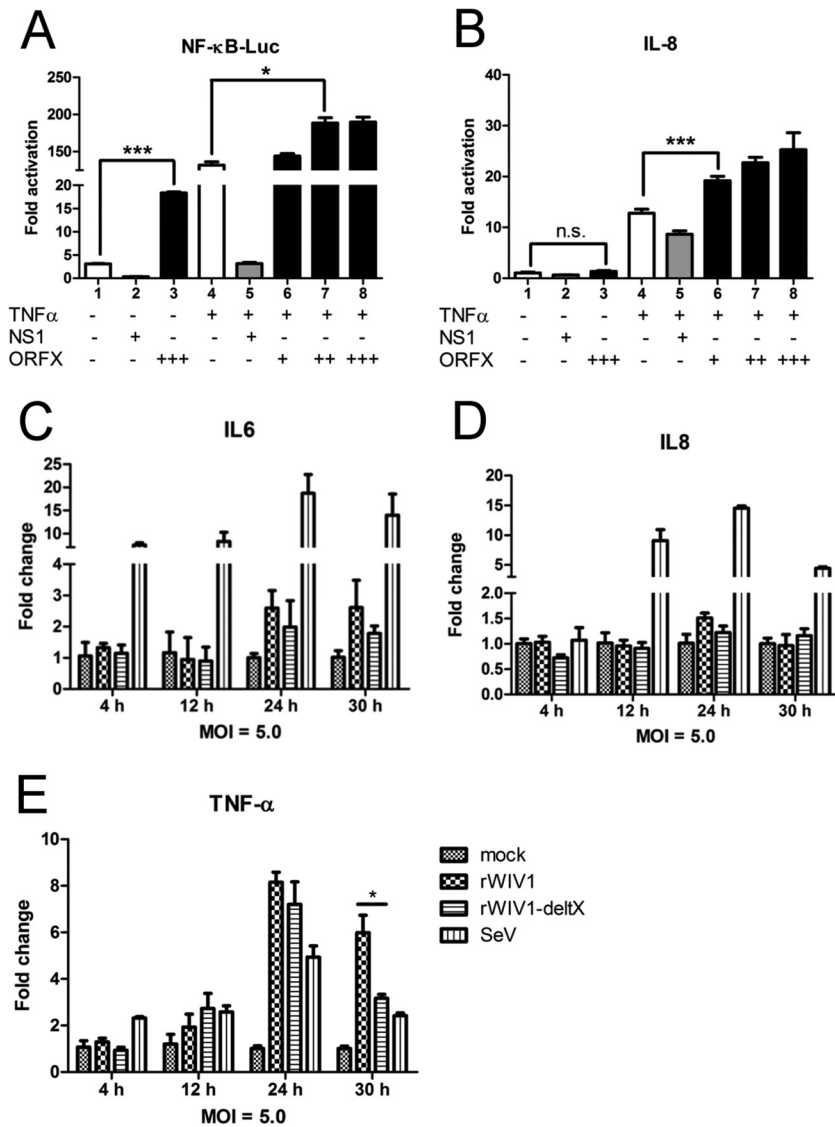 A
NF-κB-Luc
Fold activation
250
200
150
100
20
15
10
5
0
*
***
1 2 3 4 5 6 7 8
TNFα - - - + + + + +
NS1 - + - - + - - -
ORFX - - +++ - - + ++ +++
B
IL-8
Fold activation
40
30
20
10
0
***
n.s.
1 2 3 4 5 6 7 8
TNFα - - - + + + + +
NS1 - + - - + - - -
ORFX - - +++ - - + ++ +++
C
IL6
Fold change
25
20
15
10
4
3
2
1
0
4 h 12 h 24 h 30 h
MOI = 5.0
D
IL8
Fold change
20
15
10
5
2.0
1.5
1.0
0.5
0.0
4 h 12 h 24 h 30 h
MOI = 5.0
E
TNF-α
Fold change
10
8
6
4
2
0
*
4 h 12 h 24 h 30 h
MOI = 5.0
mock
rWIV1
rWIV1-deltX
SeV